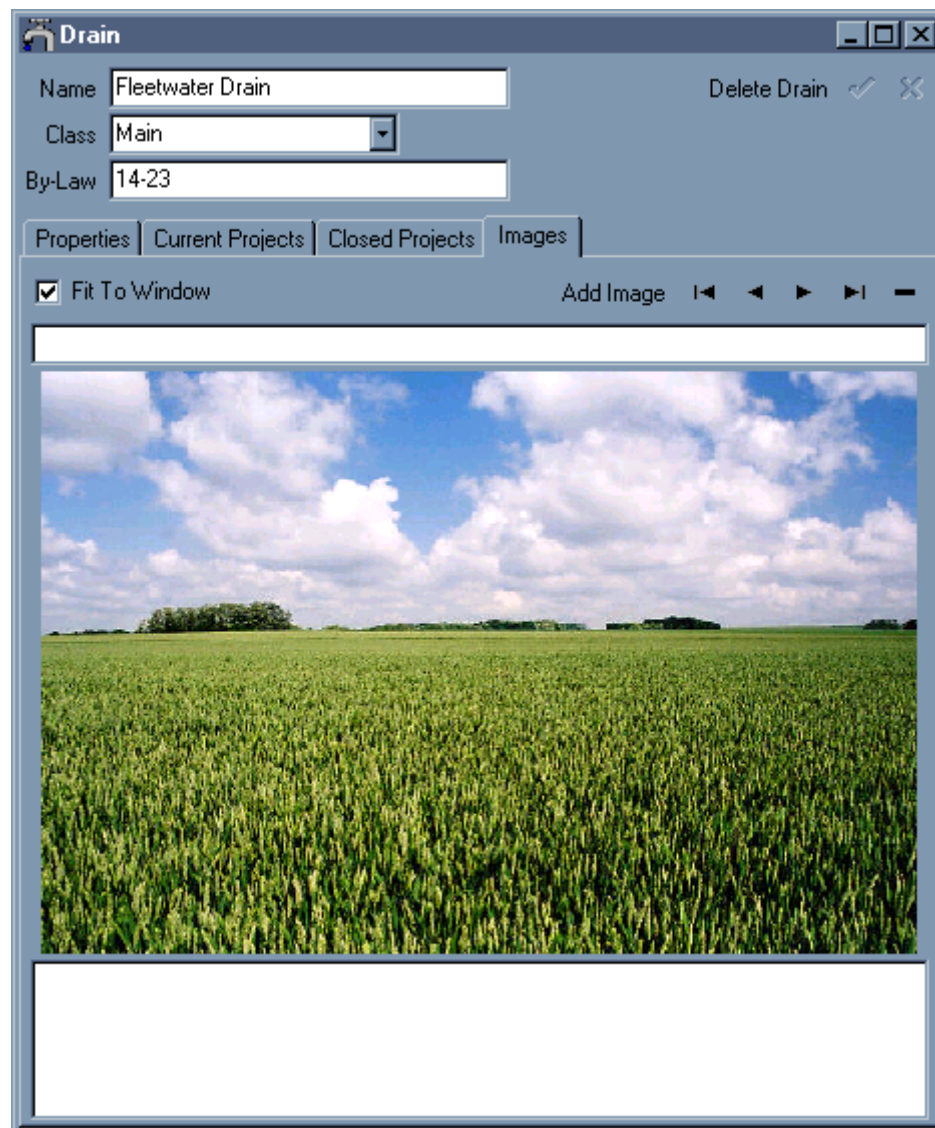 Drain
Name Fleetwater Drain Delete Drain
Class Main
By-Law 14-23
Properties Current Projects Closed Projects Images
Fit To Window Add Image